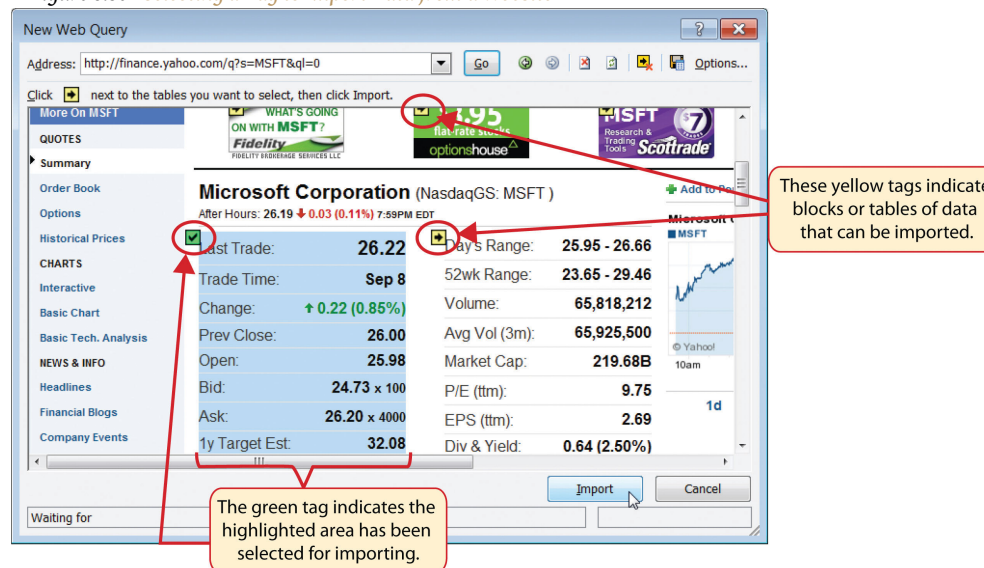 New Web Query
Address: http://finance.yahoo.com/q?s=MSFT&ql=0
Go
Options...
Click next to the tables you want to select, then click Import.
More On MSFT
QUOTES
Summary
Order Book
Options
Historical Prices
CHARTS
Interactive
Basic Chart
Basic Tech. Analysis
NEWS & INFO
Headlines
Financial Blogs
Company Events
WHAT'S GOING
ON WITH MSFT?
Fidelity
FIDELITY BROKERAGE SERVICES LLC
flat-rate stocks
optionshouse
MSFT
Research &
Trading
Tools
$7
Scottrade
Microsoft Corporation (NasdaqGS: MSFT )
After Hours: 26.19 0.03 (0.11%) 7:59PM EDT
Last Trade: 26.22
Trade Time: Sep 8
Change: 0.22 (0.85%)
Prev Close: 26.00
Open: 25.98
Bid: 24.73 x 100
Ask: 26.20 x 4000
1y Target Est: 32.08
Day's Range: 25.95 - 26.66
52wk Range: 23.65 - 29.46
Volume: 65,818,212
Avg Vol (3m): 65,925,500
Market Cap: 219.68B
P/E (ttm): 9.75
EPS (ttm): 2.69
Div & Yield: 0.64 (2.50%)
Add to
Microsoft
MSFT
© Yahoo!
10am
1d
These yellow tags indicate
blocks or tables of data
that can be imported.
The green tag indicates the
highlighted area has been
selected for importing.
Import
Cancel
Waiting for